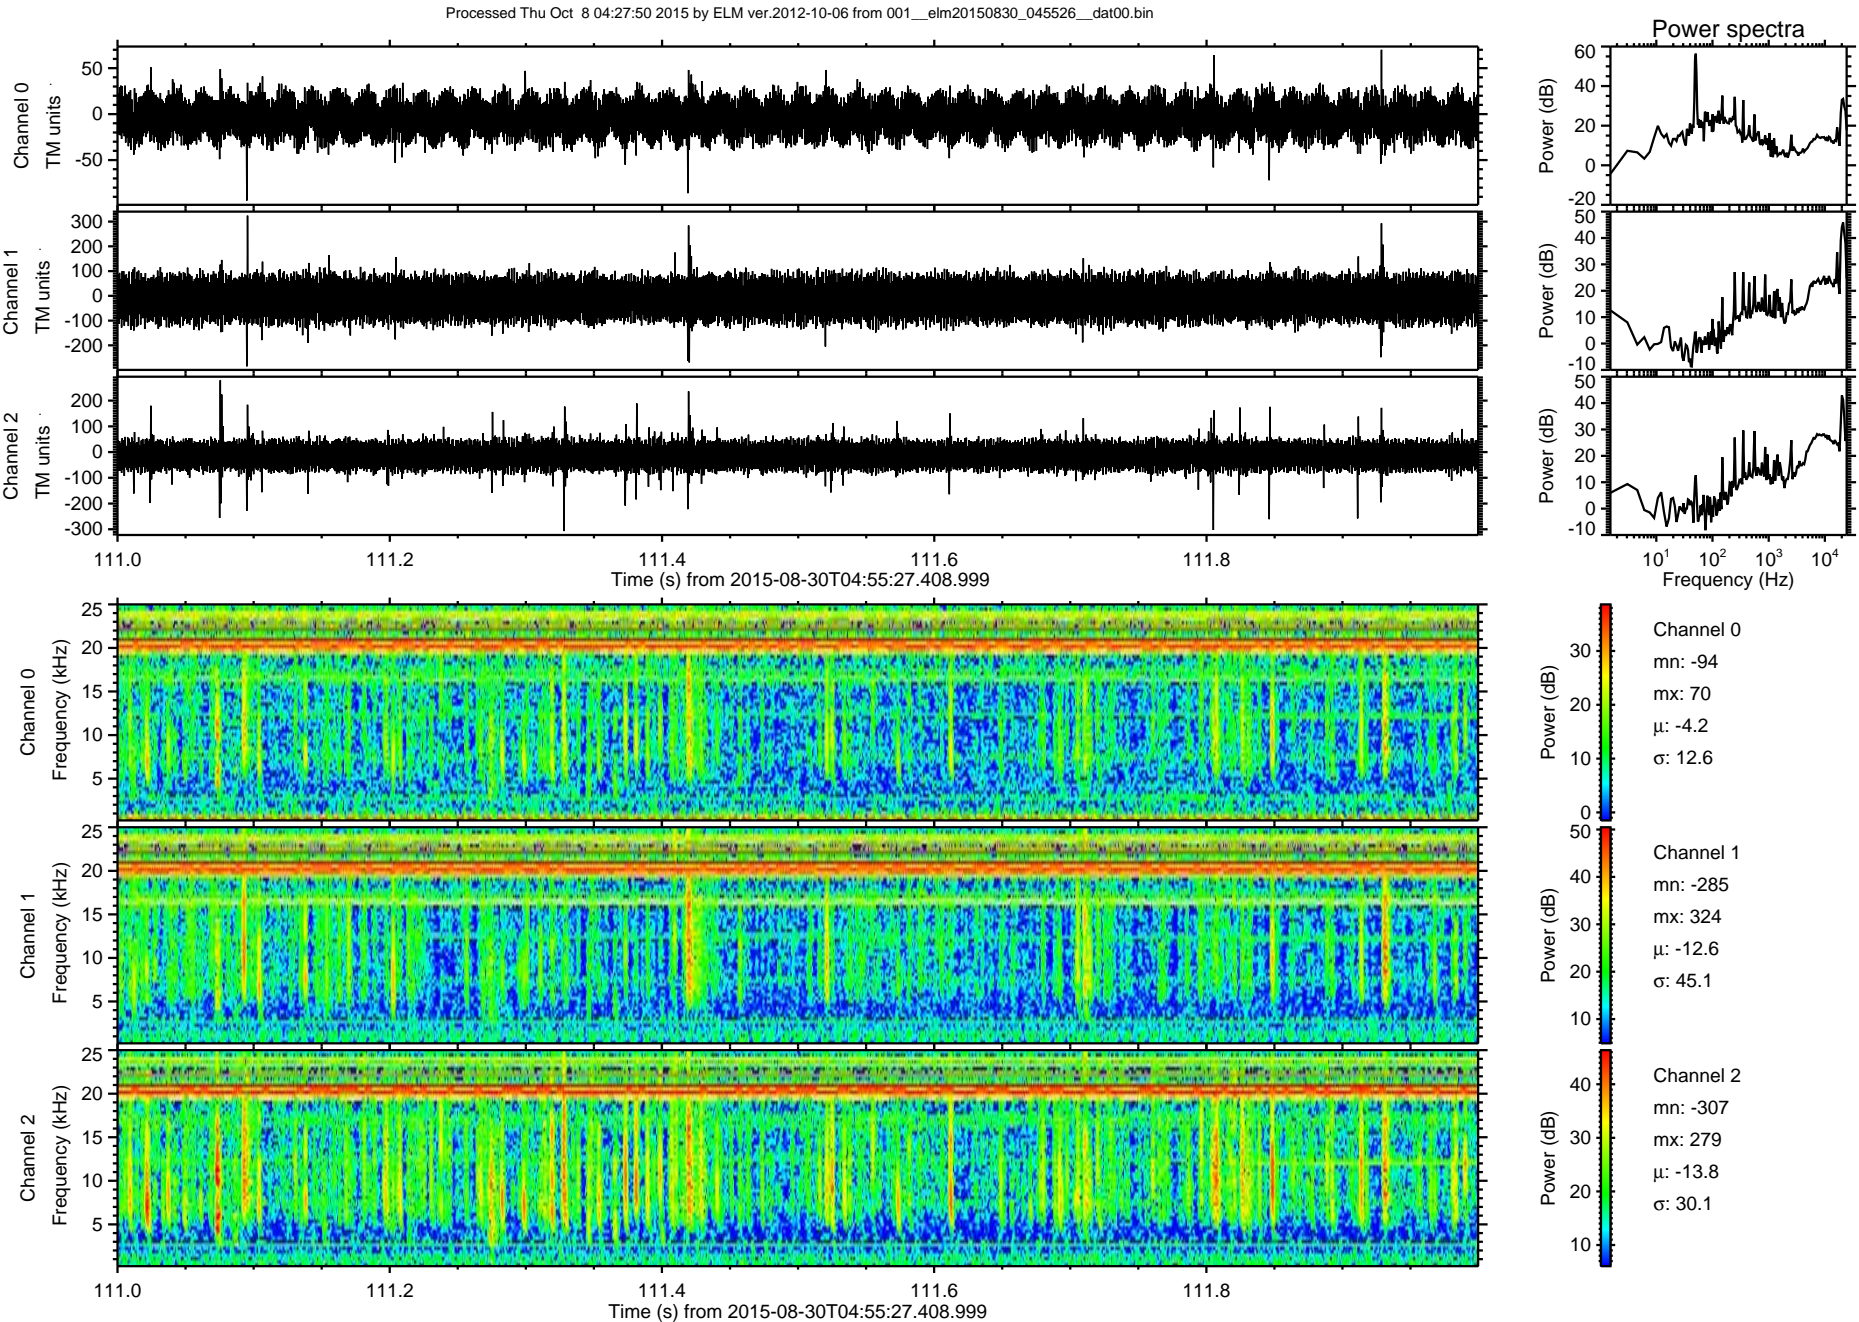 Processed Thu Oct  8 04:27:50 2015 by ELM ver.2012-10-06 from 001__elm20150830_045526__dat00.bin
Power spectra
Channel 0
TM units
50
0
-50
Power (dB)
60
40
20
0
-20
Channel 1
TM units
300
200
100
0
-100
-200
Power (dB)
50
40
30
20
10
0
-10
Channel 2
TM units
200
100
0
-100
-200
-300
Power (dB)
50
40
30
20
10
0
-10
111.0 111.2 111.4 111.6 111.8
Time (s) from 2015-08-30T04:55:27.408.999
10^1 10^2 10^3 10^4
Frequency (Hz)
Channel 0
Frequency (kHz)
25
20
15
10
5
Power (dB)
30
20
10
0
Channel 0
mn: -94
mx: 70
μ: -4.2
σ: 12.6
Channel 1
Frequency (kHz)
25
20
15
10
5
Power (dB)
50
40
30
20
10
Channel 1
mn: -285
mx: 324
μ: -12.6
σ: 45.1
Channel 2
Frequency (kHz)
25
20
15
10
5
Power (dB)
40
30
20
10
Channel 2
mn: -307
mx: 279
μ: -13.8
σ: 30.1
111.0 111.2 111.4 111.6 111.8
Time (s) from 2015-08-30T04:55:27.408.999